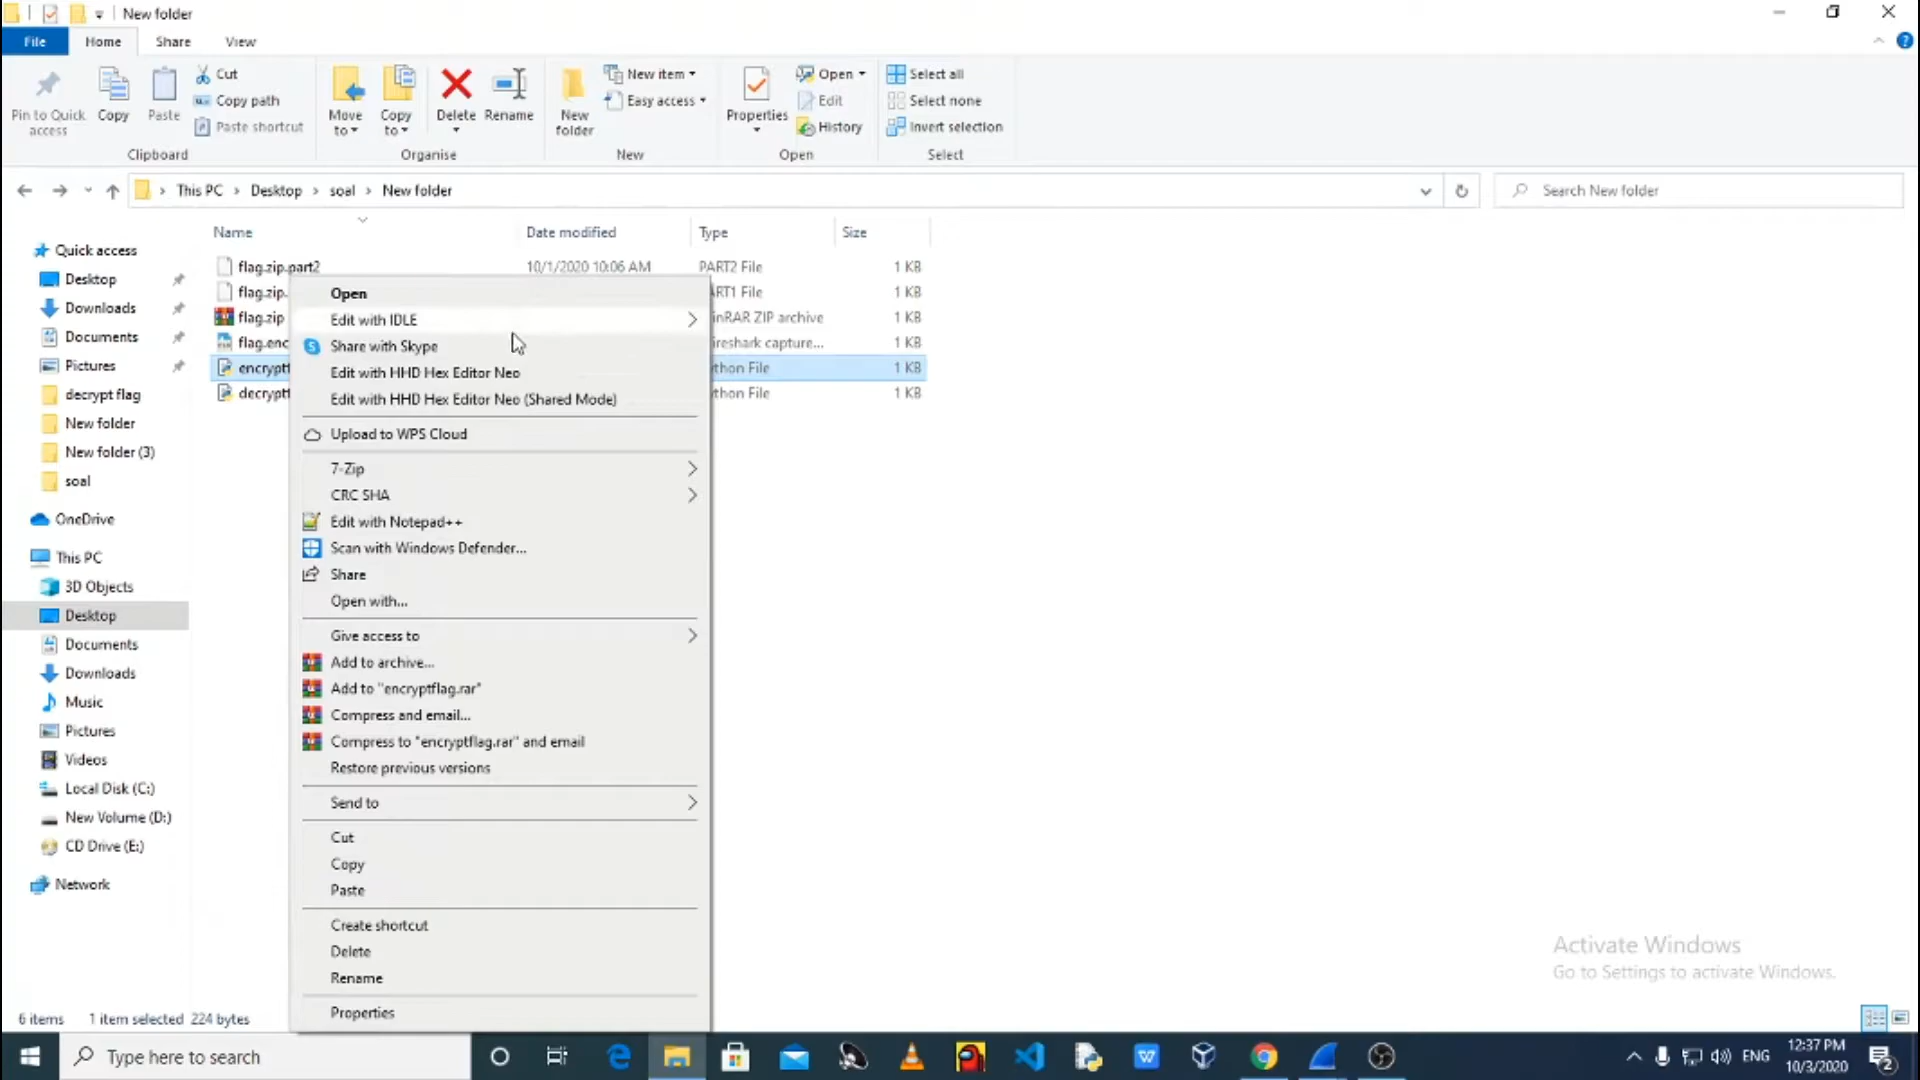 New folder
File Home Share View
Pin to Quick access
Copy
Paste
Cut
Copy path
Paste shortcut
Clipboard
Move to
Copy to
Delete
Rename
Organise
New folder
New item
Easy access
New
Properties
Open
Edit
History
Open
Select all
Select none
Invert selection
Select
This PC Desktop soal New folder
Search New folder
Name Date modified Type Size
flag.zip.part2 10/1/2020 10:06 AM PART2 File 1 KB
flag.zip. ART1 File 1 KB
flag.zip inRAR ZIP archive 1 KB
flag.enc ireshark capture... 1 KB
encryptf thon File 1 KB
decryptf thon File 1 KB
Quick access
Desktop
Downloads
Documents
Pictures
decrypt flag
New folder
New folder (3)
soal
OneDrive
This PC
3D Objects
Desktop
Documents
Downloads
Music
Pictures
Videos
Local Disk (C:)
New Volume (D:)
CD Drive (E:)
Network
Open
Edit with IDLE
Share with Skype
Edit with HHD Hex Editor Neo
Edit with HHD Hex Editor Neo (Shared Mode)
Upload to WPS Cloud
7-Zip
CRC SHA
Edit with Notepad++
Scan with Windows Defender...
Share
Open with...
Give access to
Add to archive...
Add to "encryptflag.rar"
Compress and email...
Compress to "encryptflag.rar" and email
Restore previous versions
Send to
Cut
Copy
Paste
Create shortcut
Delete
Rename
Properties
Activate Windows
Go to Settings to activate Windows.
6 items 1 item selected 224 bytes
Type here to search
ENG
12:37 PM
10/3/2020
2